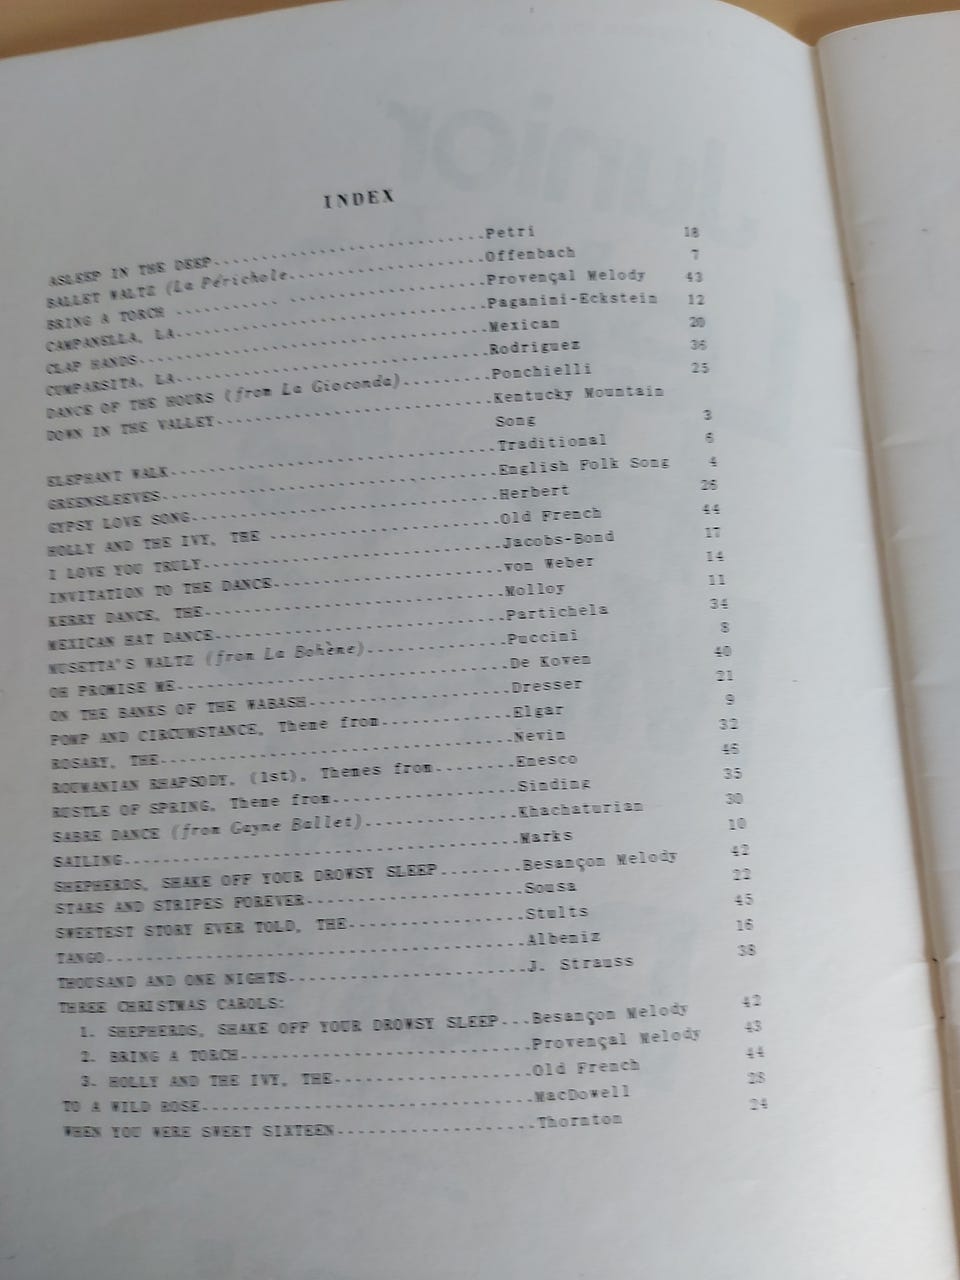 INDEX
ASLEEP IN THE DEEP......................Petri 18
BALLET WALTZ (La Périchole................Offenbach 7
BRING A TORCH .......... ................Provençal Melody 43
CAMPANELLA, LA..........................Paganini-Eckstein 12
CLAP HANDS.............................Mexican 20
CUMPARSITA, LA..........................Rodriguez 36
DANCE OF THE HOURS (from La Gioconda).........Ponchielli 25
DOWN IN THE VALLEY......................Kentucky Mountain
Song 3
ELEPHANT WALK..........................Traditional 6
GREENSLEEVES...........................English Folk Song 4
GYPSY LOVE SONG.........................Herbert 26
HOLLY AND THE IVY, THE ...................Old French 44
I LOVE YOU TRULY........................Jacobs-Bond 17
INVITATION TO THE DANCE...................von Weber 14
KERRY DANCE, THE........................Molloy 11
MEXICAN HAT DANCE.......................Partichela 34
MUSETTA'S WALTZ (from La Bohème)............Puccini 8
OH PROMISE ME..........................De Koven 40
ON THE BANKS OF THE WABASH................Dresser 21
POMP AND CIRCUMSTANCE, Theme from...........Elgar 9
ROSARY, THE............................Nevin 32
ROUMANIAN RHAPSODY, (1st), Themes from.......Enesco 46
RUSTLE OF SPRING, Theme from...............Sinding 35
SABRE DANCE (from Gayne Ballet).............Khachaturian 30
SAILING...............................Marks 10
SHEPHERDS, SHAKE OFF YOUR DROWSY SLEEP.......Besançon Melody 42
STARS AND STRIPES FOREVER.................Sousa 22
SWEETEST STORY EVER TOLD, THE..............Stults 45
TANGO.................................Albeniz 16
THOUSAND AND ONE NIGHTS...................J. Strauss 38
THREE CHRISTMAS CAROLS:
1. SHEPHERDS, SHAKE OFF YOUR DROWSY SLEEP...Besançon Melody 42
2. BRING A TORCH.......................Provençal Melody 43
3. HOLLY AND THE IVY, THE................Old French 44
TO A WILD ROSE..........................MacDowell 28
WHEN YOU WERE SWEET SIXTEEN...............Thornton 24